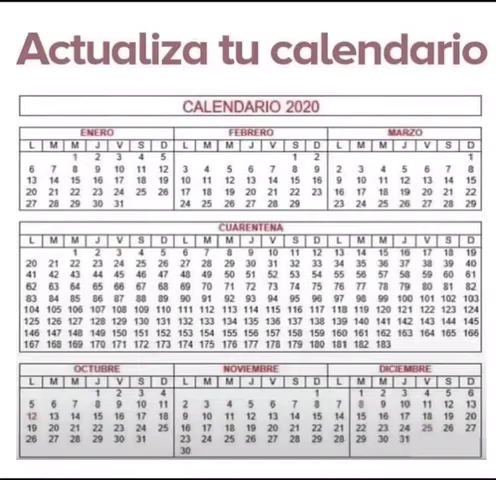 Actualiza tu calendario
CALENDARIO 2020
ENERO FEBRERO MARZO
L M M J V S D L M M J V S D L M M J V S D
1 2 3 4 5 1 2 1
6 7 8 9 10 11 12 3 4 5 6 7 8 9 2 3 4 5 6 7 8
13 14 15 16 17 18 19 10 11 12 13 14 15 16 9 10 11 12 13 14 15
20 21 22 23 24 25 26 17 18 19 20 21 22 23 16 17 18 19 20 21 22
27 28 29 30 31 24 25 26 27 28 29 23 24 25 26 27 28 29
CUARENTENA
L M M J V S D L M M J V S D L M M J V S D
1 2 3 4 5 6 7 8 9 10 11 12 13 14 15 16 17 18 19
20 21 22 23 24 25 26 27 28 29 30 31 32 33 34 35 36 37 38 39 40
41 42 43 44 45 46 47 48 49 50 51 52 53 54 55 56 57 58 59 60 61
62 63 64 65 66 67 68 69 70 71 72 73 74 75 76 77 78 79 80 81 82
83 84 85 86 87 88 89 90 91 92 93 94 95 96 97 98 99 100 101 102 103
104 105 106 107 108 109 110 111 112 113 114 115 116 117 118 119 120 121 122 123 124
125 126 127 128 129 130 131 132 133 134 135 136 137 138 139 140 141 142 143 144 145
146 147 148 149 150 151 152 153 154 155 156 157 158 159 160 161 162 163 164 165 166
167 168 169 170 171 172 173 174 175 176 177 178 179 180 181 182 183
OCTUBRE NOVIEMBRE DICIEMBRE
L M M J V S D L M M J V S D L M M J V S D
1 2 3 4 1 1 2 3 4 5 6
5 6 7 8 9 10 11 2 3 4 5 6 7 8 7 8 9 10 11 12 13
12 13 14 15 16 17 18 9 10 11 12 13 14 15 14 15 16 17 18 19 20
19 20 21 22 23 24 25 16 17 18 19 20 21 22 21 22 23 24 25 26 27
26 27 28 29 30 31 23 24 25 26 27 28 29 28 29 30 31
30